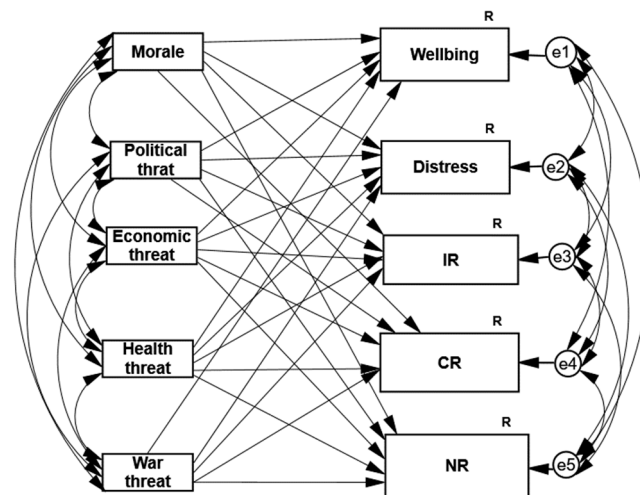 Morale
R
Wellbing
e1
Political
thrat
R
Distress
e2
Economic
threat
R
IR
e3
Health
threat
R
CR
e4
War
threat
R
NR
e5